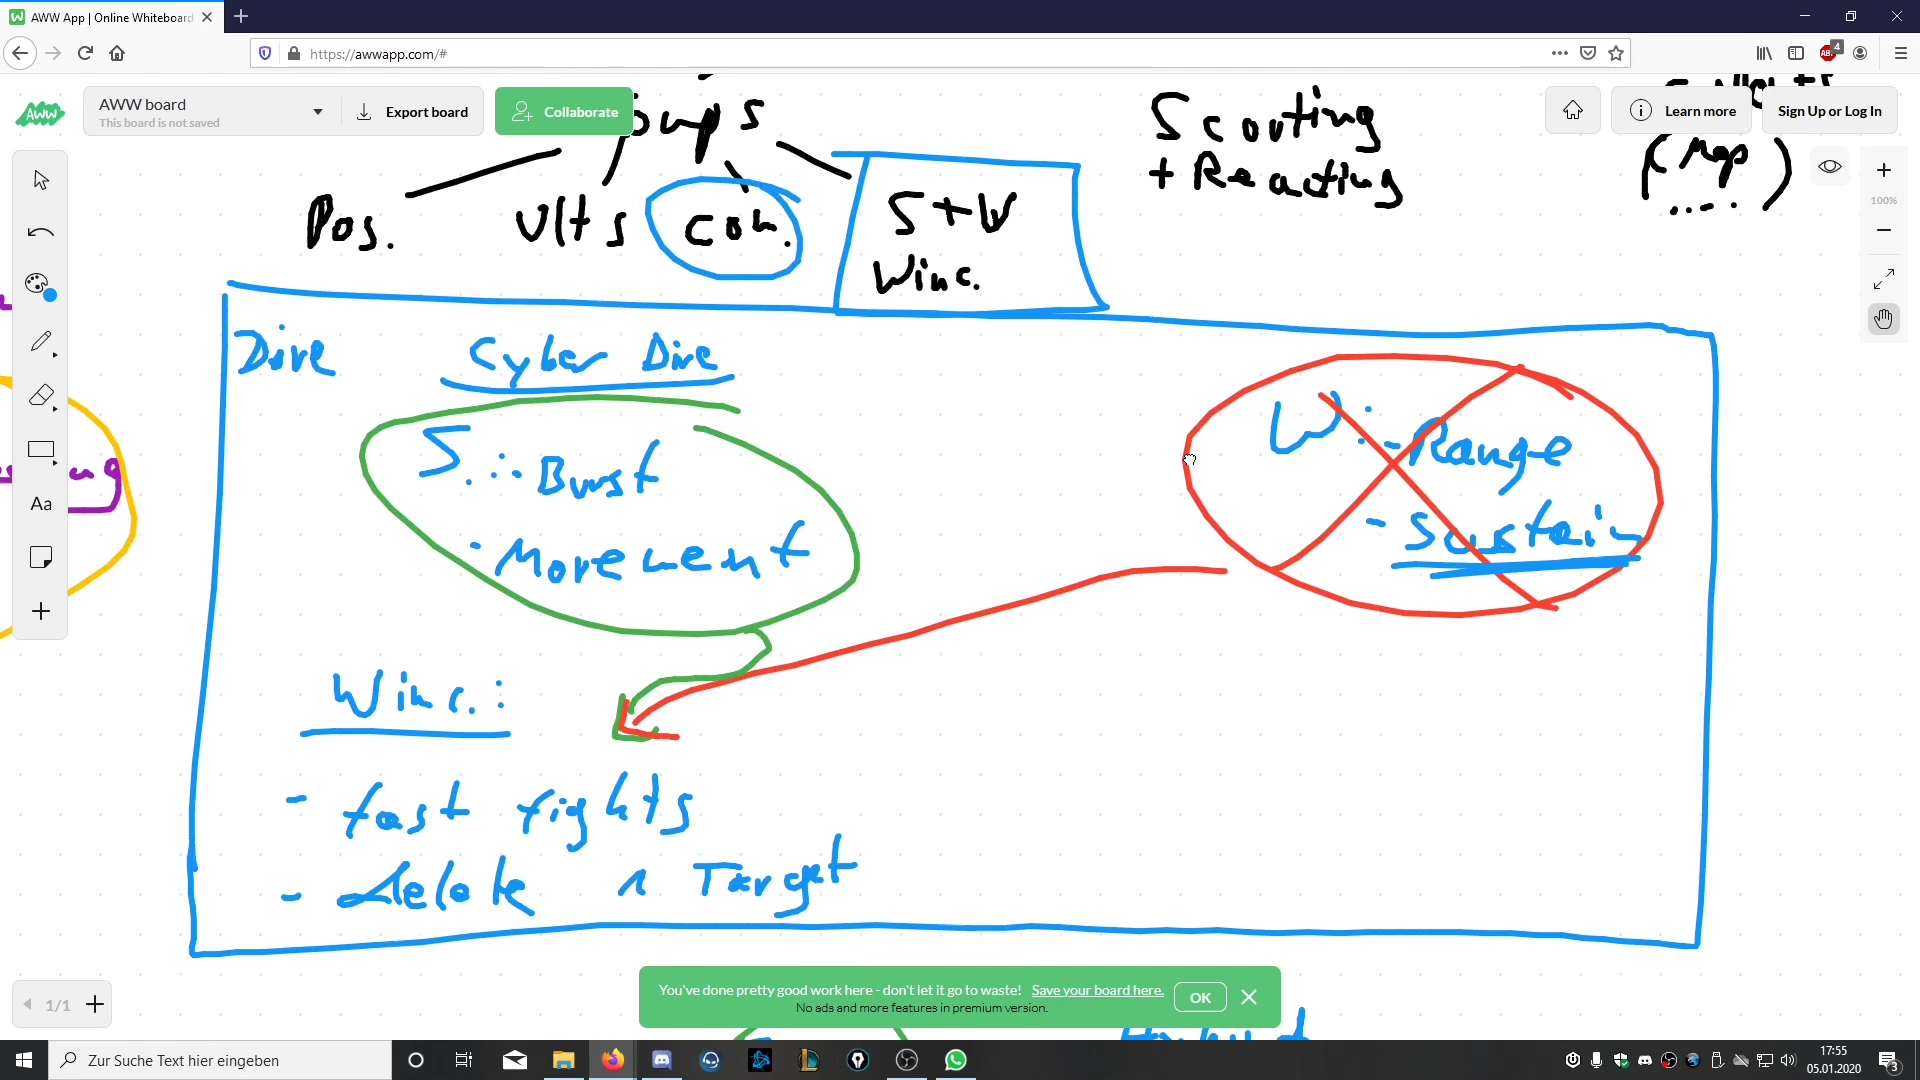 AWW App | Online Whiteboard
https://awwapp.com/#
4
AWW
AWW board
This board is not saved
Export board
Collaborate
Learn more
Sign Up or Log In
100%
Scouting
+ Reacting
(Map
....)
Pos.
Ults
Com.
S+W
Winc.
Dive
Cyber Dive
S.:
- Burst
- Movement
W:
- Range
- Sustain
Winc.:
- fast fights
- delete 1 Target
Aa
1/1
You've done pretty good work here - don't let it go to waste! Save your board here.
No ads and more features in premium version.
OK
Zur Suche Text hier eingeben
17:55
05.01.2020
3